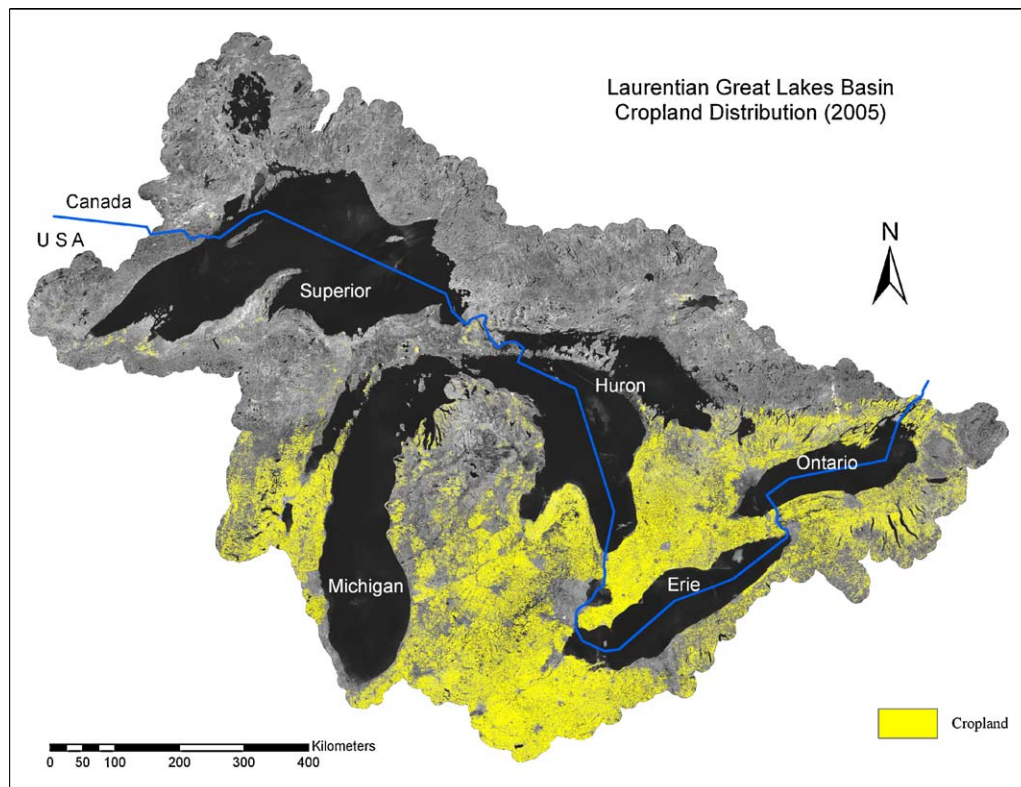 Laurentian Great Lakes Basin
Cropland Distribution (2005)
Canada
U S A
N
Superior
Huron
Ontario
Michigan
Erie
Cropland
Kilometers
0 50 100 200 300 400